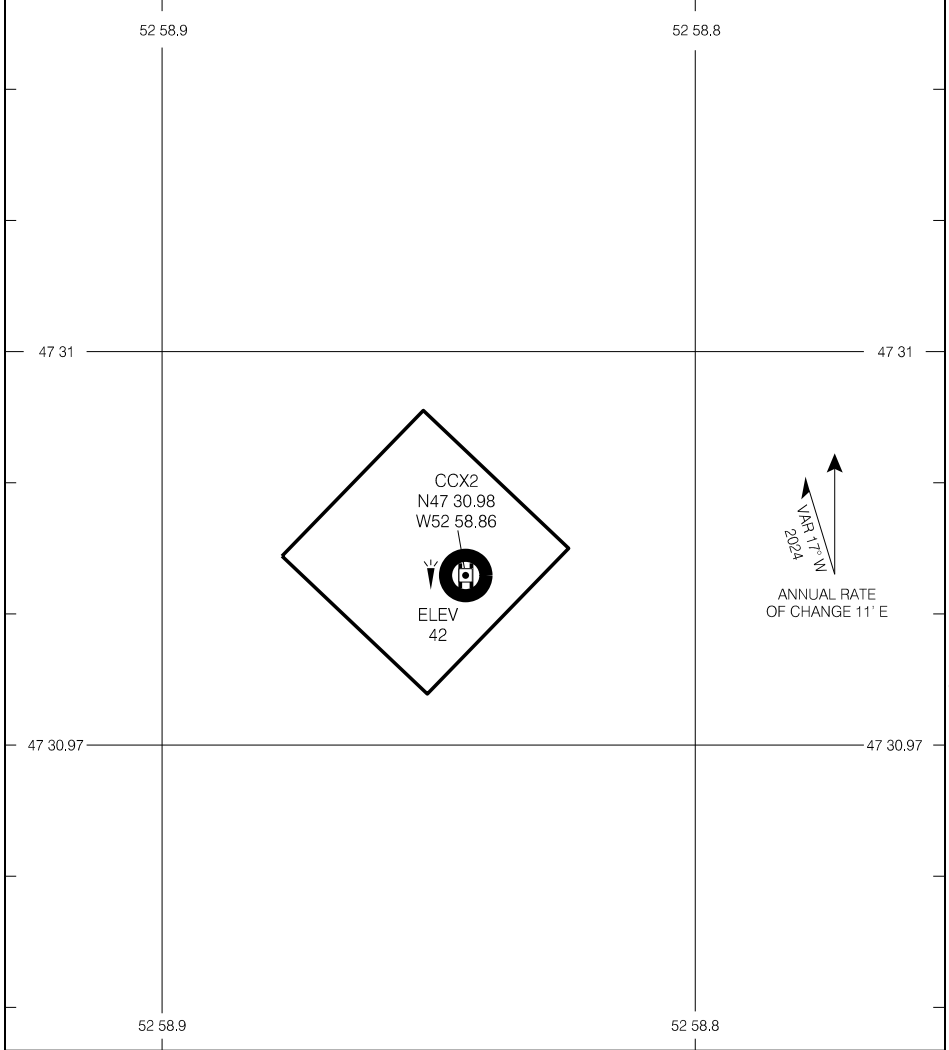 52 58.9
52 58.8
47 31
47 31
CCX2
N47 30.98
W52 58.86
VAR 17° W
2024
ELEV
42
ANNUAL RATE
OF CHANGE 11' E
47 30.97
47 30.97
52 58.9
52 58.8